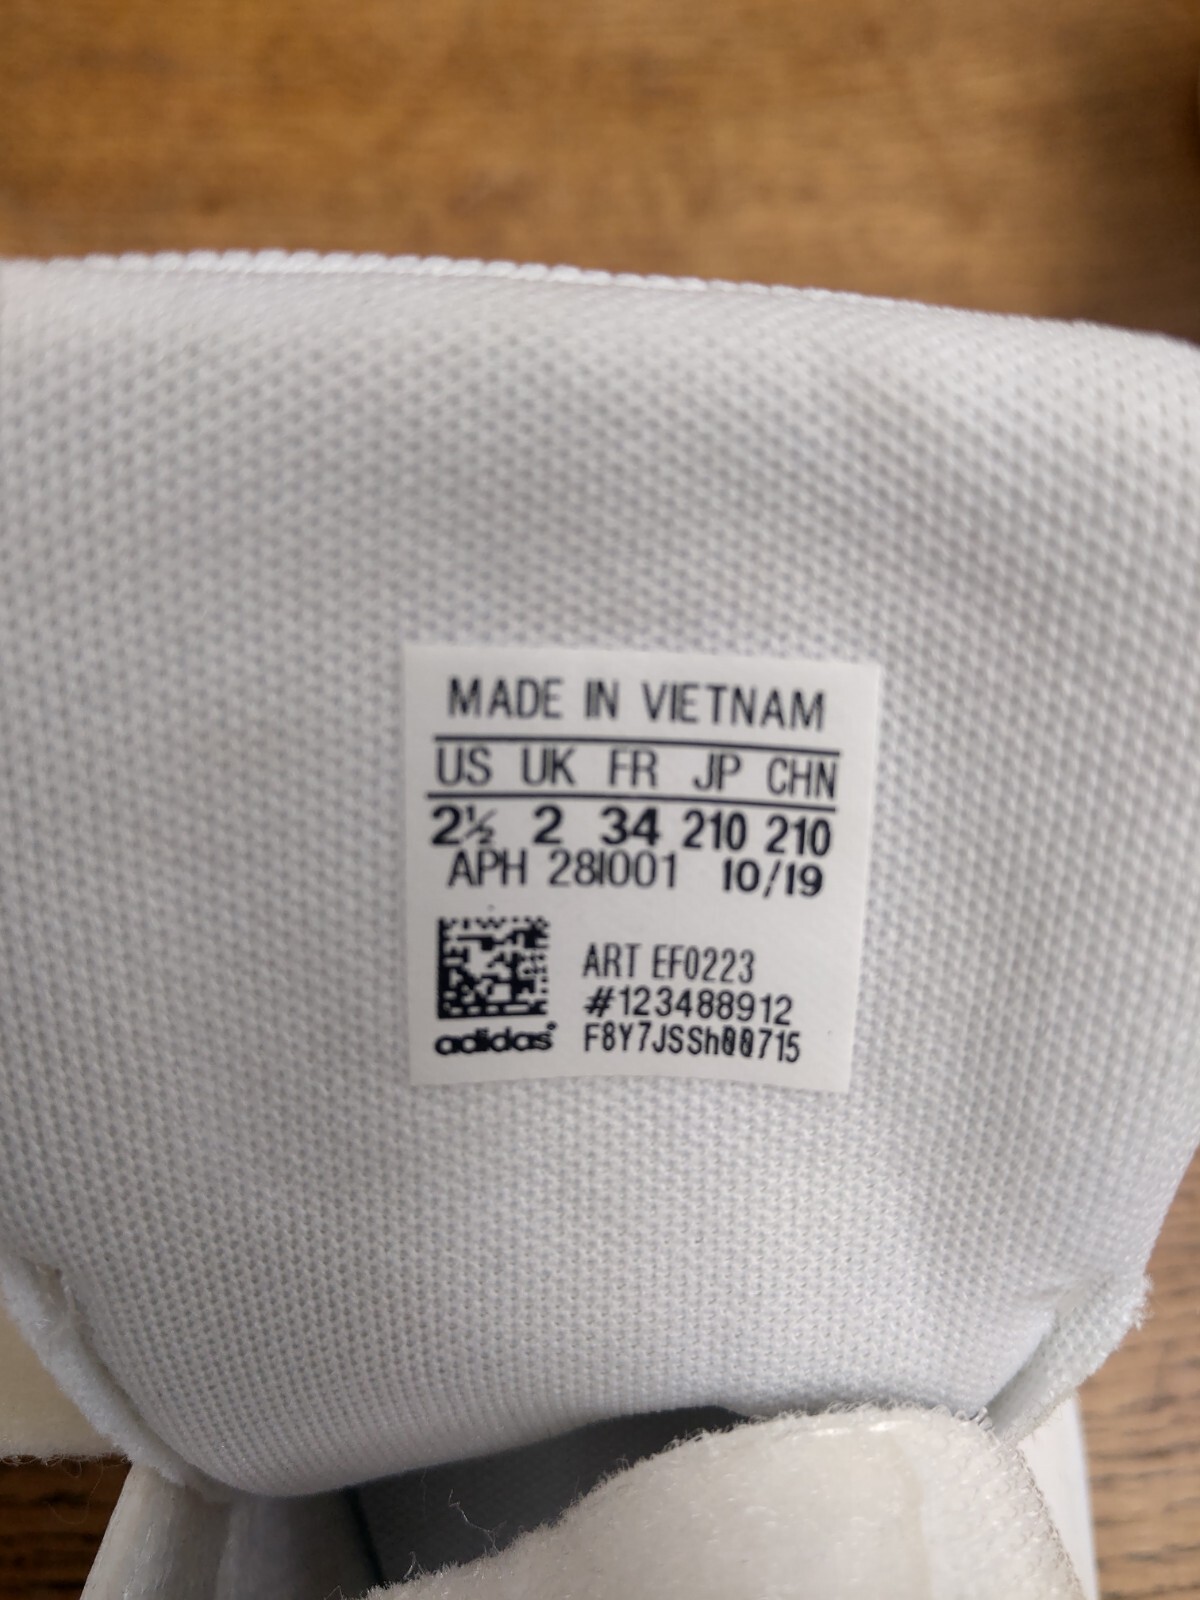 MADE IN VIETNAM
US UK FR JP CHN
2½ 2 34 210 210
APH 28I001 10/19
ART EF0223
#123488912
adidas® F8Y7JSSh00715